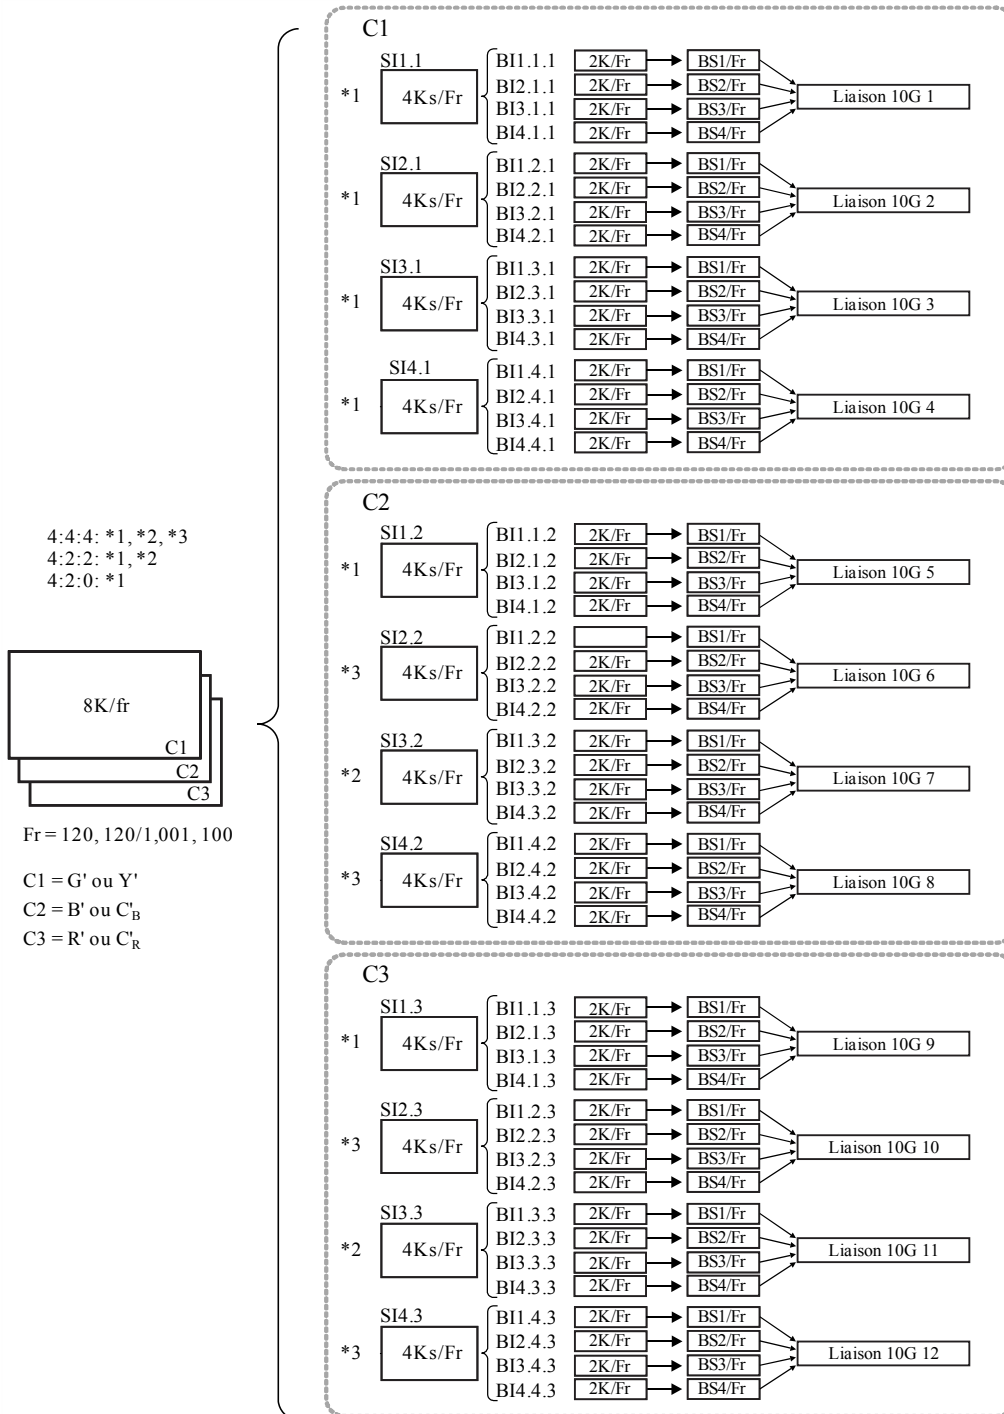 C1
SI1.1
*1
4Ks/Fr
BI1.1.1 2K/Fr BS1/Fr
BI2.1.1 2K/Fr BS2/Fr
BI3.1.1 2K/Fr BS3/Fr
BI4.1.1 2K/Fr BS4/Fr
Liaison 10G 1
SI2.1
*1
4Ks/Fr
BI1.2.1 2K/Fr BS1/Fr
BI2.2.1 2K/Fr BS2/Fr
BI3.2.1 2K/Fr BS3/Fr
BI4.2.1 2K/Fr BS4/Fr
Liaison 10G 2
SI3.1
*1
4Ks/Fr
BI1.3.1 2K/Fr BS1/Fr
BI2.3.1 2K/Fr BS2/Fr
BI3.3.1 2K/Fr BS3/Fr
BI4.3.1 2K/Fr BS4/Fr
Liaison 10G 3
SI4.1
*1
4Ks/Fr
BI1.4.1 2K/Fr BS1/Fr
BI2.4.1 2K/Fr BS2/Fr
BI3.4.1 2K/Fr BS3/Fr
BI4.4.1 2K/Fr BS4/Fr
Liaison 10G 4
4:4:4: *1, *2, *3
4:2:2: *1, *2
4:2:0: *1
8K/fr
C1
C2
C3
Fr = 120, 120/1,001, 100
C1 = G' ou Y'
C2 = B' ou C'B
C3 = R' ou C'R
C2
SI1.2
*1
4Ks/Fr
BI1.1.2 2K/Fr BS1/Fr
BI2.1.2 2K/Fr BS2/Fr
BI3.1.2 2K/Fr BS3/Fr
BI4.1.2 2K/Fr BS4/Fr
Liaison 10G 5
SI2.2
*3
4Ks/Fr
BI1.2.2 BS1/Fr
BI2.2.2 2K/Fr BS2/Fr
BI3.2.2 2K/Fr BS3/Fr
BI4.2.2 2K/Fr BS4/Fr
Liaison 10G 6
SI3.2
*2
4Ks/Fr
BI1.3.2 2K/Fr BS1/Fr
BI2.3.2 2K/Fr BS2/Fr
BI3.3.2 2K/Fr BS3/Fr
BI4.3.2 2K/Fr BS4/Fr
Liaison 10G 7
SI4.2
*3
4Ks/Fr
BI1.4.2 2K/Fr BS1/Fr
BI2.4.2 2K/Fr BS2/Fr
BI3.4.2 2K/Fr BS3/Fr
BI4.4.2 2K/Fr BS4/Fr
Liaison 10G 8
C3
SI1.3
*1
4Ks/Fr
BI1.1.3 2K/Fr BS1/Fr
BI2.1.3 2K/Fr BS2/Fr
BI3.1.3 2K/Fr BS3/Fr
BI4.1.3 2K/Fr BS4/Fr
Liaison 10G 9
SI2.3
*3
4Ks/Fr
BI1.2.3 2K/Fr BS1/Fr
BI2.2.3 2K/Fr BS2/Fr
BI3.2.3 2K/Fr BS3/Fr
BI4.2.3 2K/Fr BS4/Fr
Liaison 10G 10
SI3.3
*2
4Ks/Fr
BI1.3.3 2K/Fr BS1/Fr
BI2.3.3 2K/Fr BS2/Fr
BI3.3.3 2K/Fr BS3/Fr
BI4.3.3 2K/Fr BS4/Fr
Liaison 10G 11
SI4.3
*3
4Ks/Fr
BI1.4.3 2K/Fr BS1/Fr
BI2.4.3 2K/Fr BS2/Fr
BI3.4.3 2K/Fr BS3/Fr
BI4.4.3 2K/Fr BS4/Fr
Liaison 10G 12